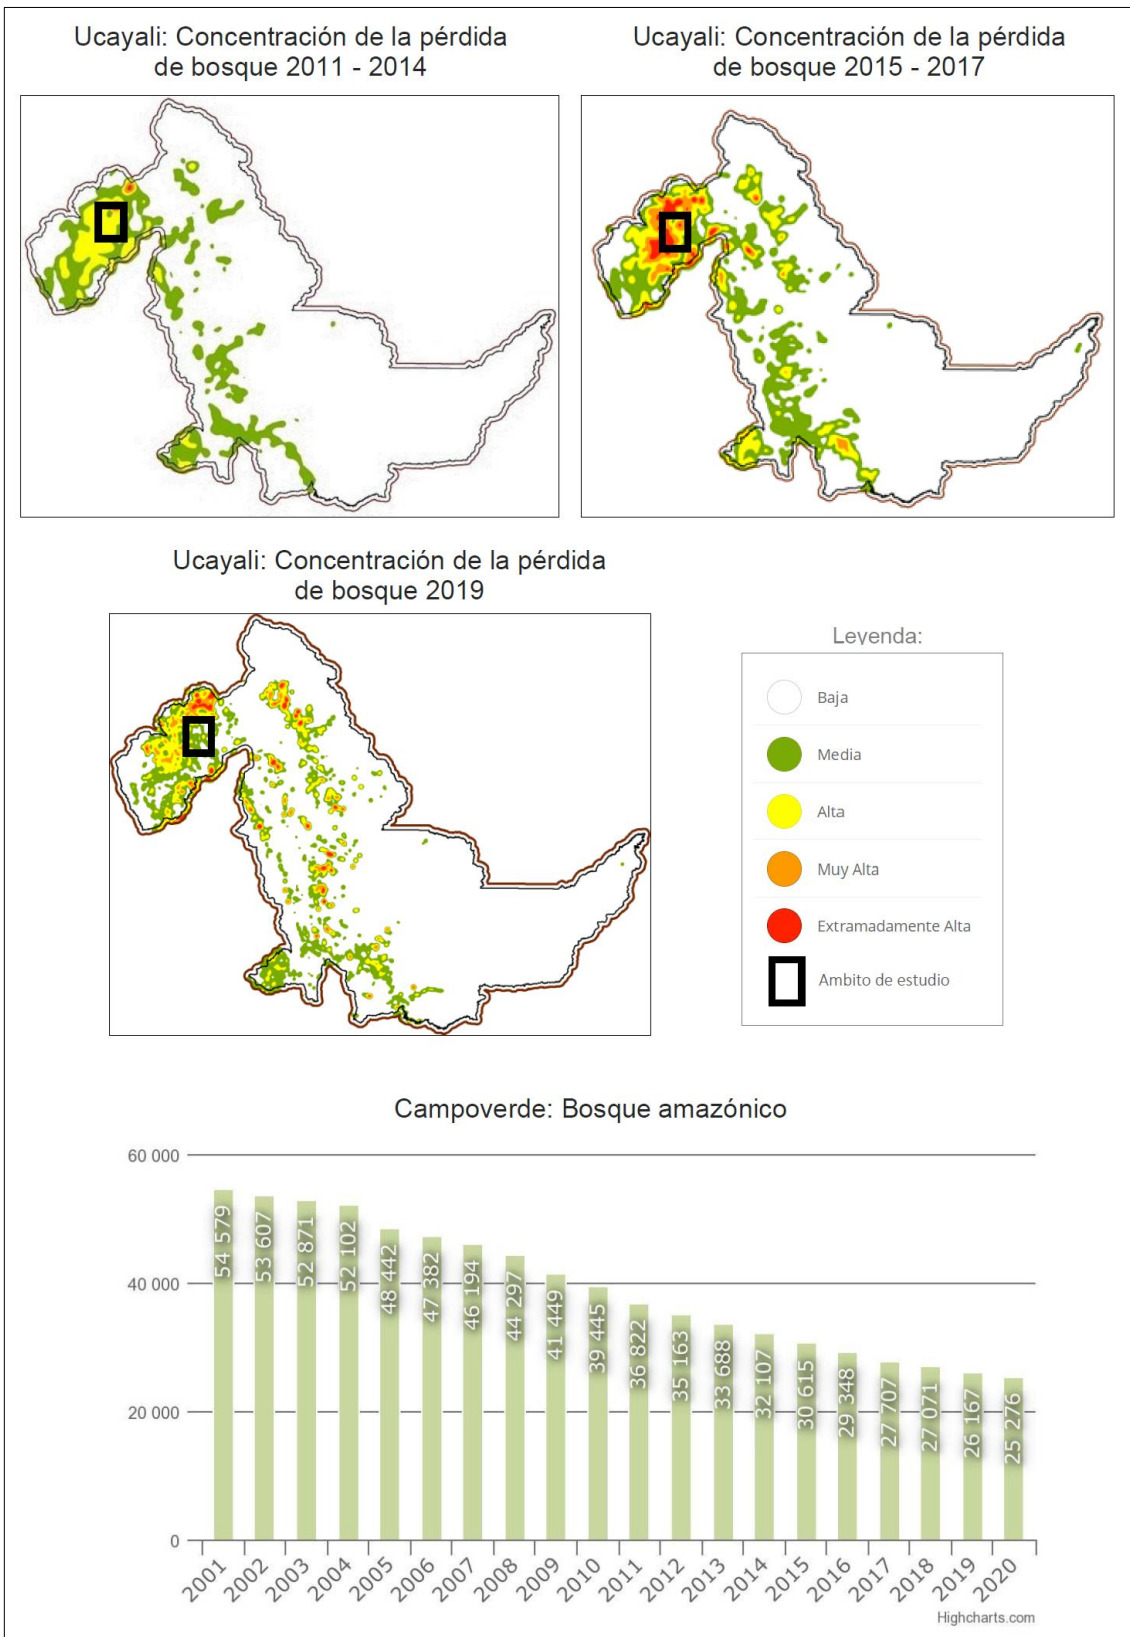 Ucayali: Concentración de la pérdida
de bosque 2011 - 2014
Ucayali: Concentración de la pérdida
de bosque 2015 - 2017
Ucayali: Concentración de la pérdida
de bosque 2019
Leyenda:
Baja
Media
Alta
Muy Alta
Extramadamente Alta
Ambito de estudio
Campoverde: Bosque amazónico
60 000
40 000
20 000
0
54 579
53 607
52 871
52 102
48 442
47 382
46 194
44 297
41 449
39 445
36 822
35 163
33 688
32 107
30 615
29 348
27 707
27 071
26 167
25 276
2001
2002
2003
2004
2005
2006
2007
2008
2009
2010
2011
2012
2013
2014
2015
2016
2017
2018
2019
2020
Highcharts.com